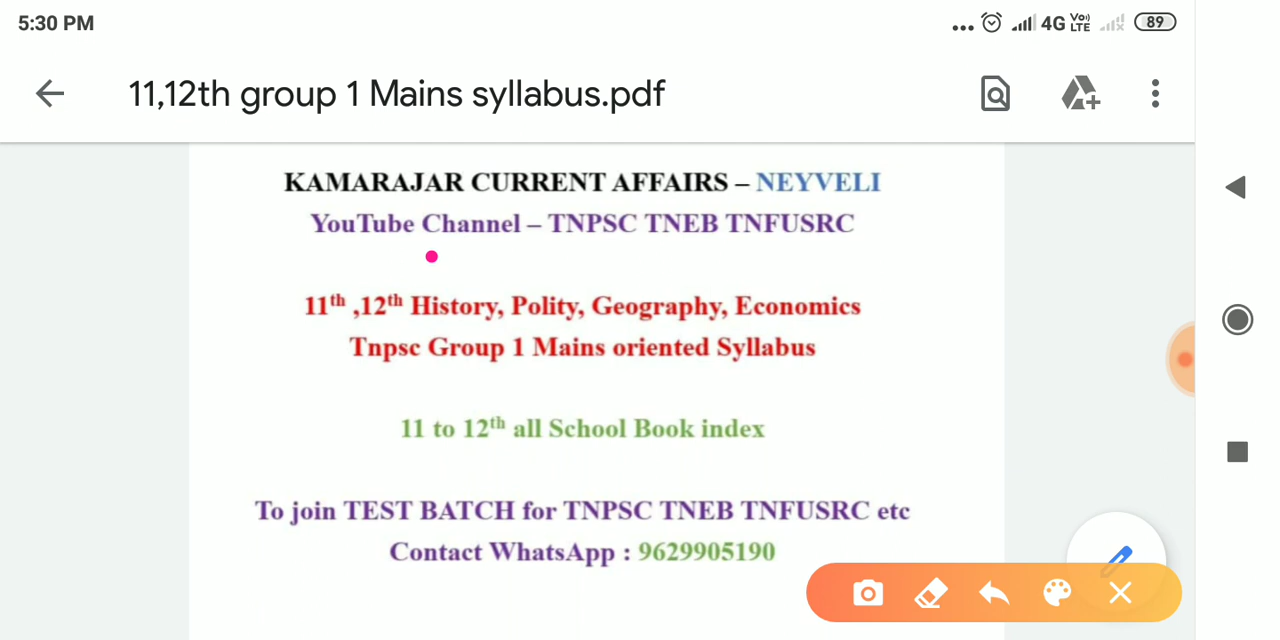 5:30 PM
4G Vo) LTE 89
11,12th group 1 Mains syllabus.pdf
KAMARAJAR CURRENT AFFAIRS – NEYVELI
YouTube Channel – TNPSC TNEB TNFUSRC
11th ,12th History, Polity, Geography, Economics
Tnpsc Group 1 Mains oriented Syllabus
11 to 12th all School Book index
To join TEST BATCH for TNPSC TNEB TNFUSRC etc
Contact WhatsApp : 9629905190